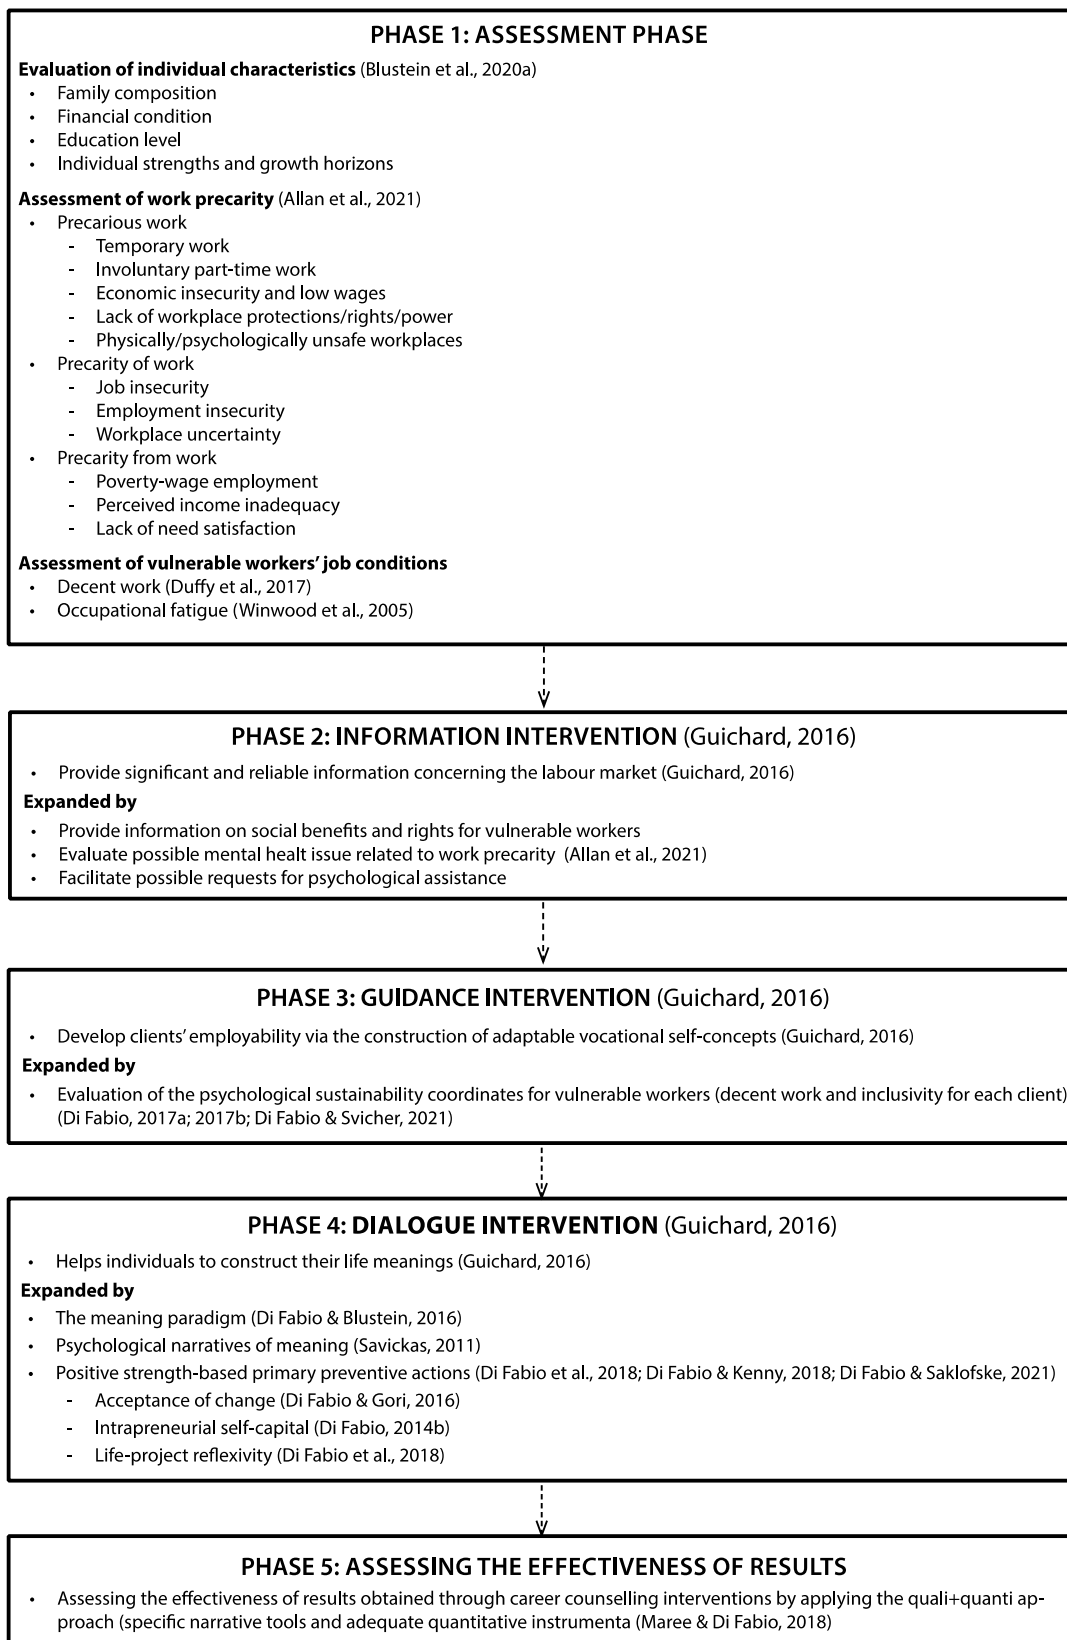 PHASE 1: ASSESSMENT PHASE
Evaluation of individual characteristics (Blustein et al., 2020a)
• Family composition
• Financial condition
• Education level
• Individual strengths and growth horizons
Assessment of work precarity (Allan et al., 2021)
• Precarious work
- Temporary work
- Involuntary part-time work
- Economic insecurity and low wages
- Lack of workplace protections/rights/power
- Physically/psychologically unsafe workplaces
• Precarity of work
- Job insecurity
- Employment insecurity
- Workplace uncertainty
• Precarity from work
- Poverty-wage employment
- Perceived income inadequacy
- Lack of need satisfaction
Assessment of vulnerable workers' job conditions
• Decent work (Duffy et al., 2017)
• Occupational fatigue (Winwood et al., 2005)
PHASE 2: INFORMATION INTERVENTION (Guichard, 2016)
• Provide significant and reliable information concerning the labour market (Guichard, 2016)
Expanded by
• Provide information on social benefits and rights for vulnerable workers
• Evaluate possible mental healt issue related to work precarity (Allan et al., 2021)
• Facilitate possible requests for psychological assistance
PHASE 3: GUIDANCE INTERVENTION (Guichard, 2016)
• Develop clients' employability via the construction of adaptable vocational self-concepts (Guichard, 2016)
Expanded by
• Evaluation of the psychological sustainability coordinates for vulnerable workers (decent work and inclusivity for each client)
(Di Fabio, 2017a; 2017b; Di Fabio & Svicher, 2021)
PHASE 4: DIALOGUE INTERVENTION (Guichard, 2016)
• Helps individuals to construct their life meanings (Guichard, 2016)
Expanded by
• The meaning paradigm (Di Fabio & Blustein, 2016)
• Psychological narratives of meaning (Savickas, 2011)
• Positive strength-based primary preventive actions (Di Fabio et al., 2018; Di Fabio & Kenny, 2018; Di Fabio & Saklofske, 2021)
- Acceptance of change (Di Fabio & Gori, 2016)
- Intrapreneurial self-capital (Di Fabio, 2014b)
- Life-project reflexivity (Di Fabio et al., 2018)
PHASE 5: ASSESSING THE EFFECTIVENESS OF RESULTS
• Assessing the effectiveness of results obtained through career counselling interventions by applying the quali+quanti ap-
proach (specific narrative tools and adequate quantitative instrumenta (Maree & Di Fabio, 2018)